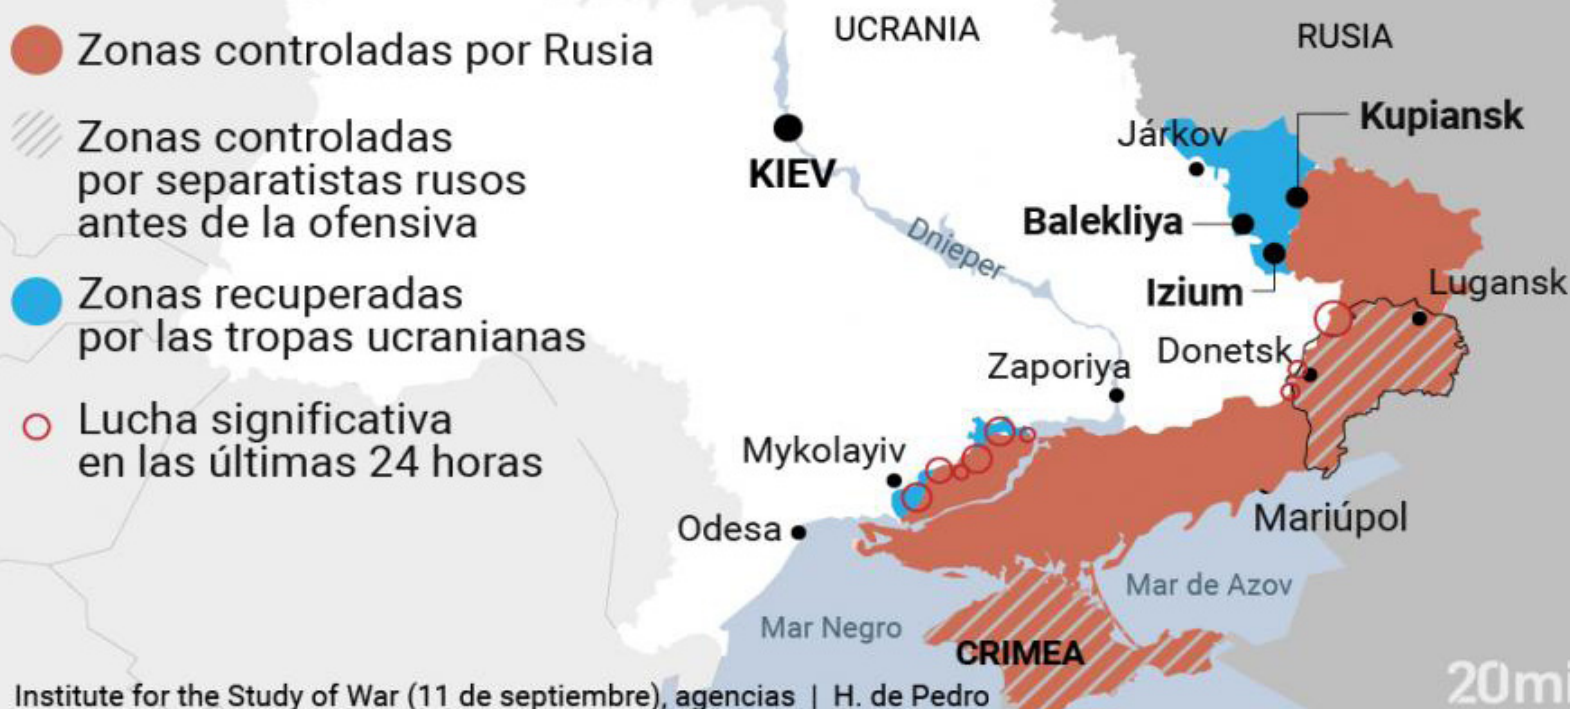 Zonas controladas por Rusia
Zonas controladas
por separatistas rusos
antes de la ofensiva
Zonas recuperadas
por las tropas ucranianas
Lucha significativa
en las últimas 24 horas
UCRANIA
RUSIA
Kupiansk
Járkov
KIEV
Balekliya
Dnieper
Izium
Lugansk
Donetsk
Zaporiya
Mykolayiv
Odesa
Mariúpol
Mar de Azov
Mar Negro
CRIMEA
Institute for the Study of War (11 de septiembre), agencias | H. de Pedro
20mi